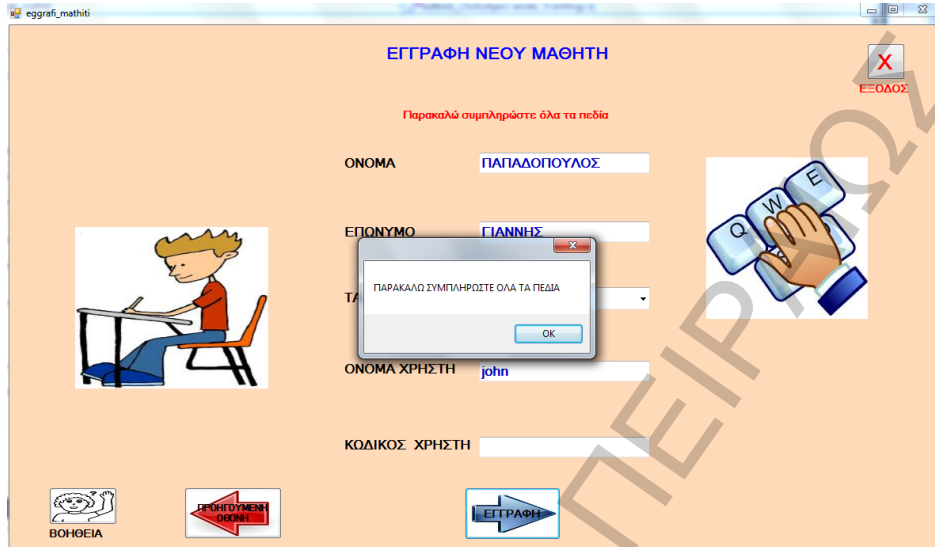 eggrafi_mathiti
ΕΓΓΡΑΦΗ ΝΕΟΥ ΜΑΘΗΤΗ
X
ΕΞΟΔΟΣ
Παρακαλώ συμπληρώστε όλα τα πεδία
ΟΝΟΜΑ ΠΑΠΑΔΟΠΟΥΛΟΣ
ΕΠΩΝΥΜΟ ΓΙΑΝΝΗΣ
ΠΑΡΑΚΑΛΩ ΣΥΜΠΛΗΡΩΣΤΕ ΟΛΑ ΤΑ ΠΕΔΙΑ
OK
ΟΝΟΜΑ ΧΡΗΣΤΗ john
ΚΩΔΙΚΟΣ ΧΡΗΣΤΗ
Q W E
ΒΟΗΘΕΙΑ
ΠΡΟΗΓΟΥΜΕΝΗ
ΟΘΟΝΗ
ΕΓΓΡΑΦΗ
ΠΕΙΡΑΙΩΣ